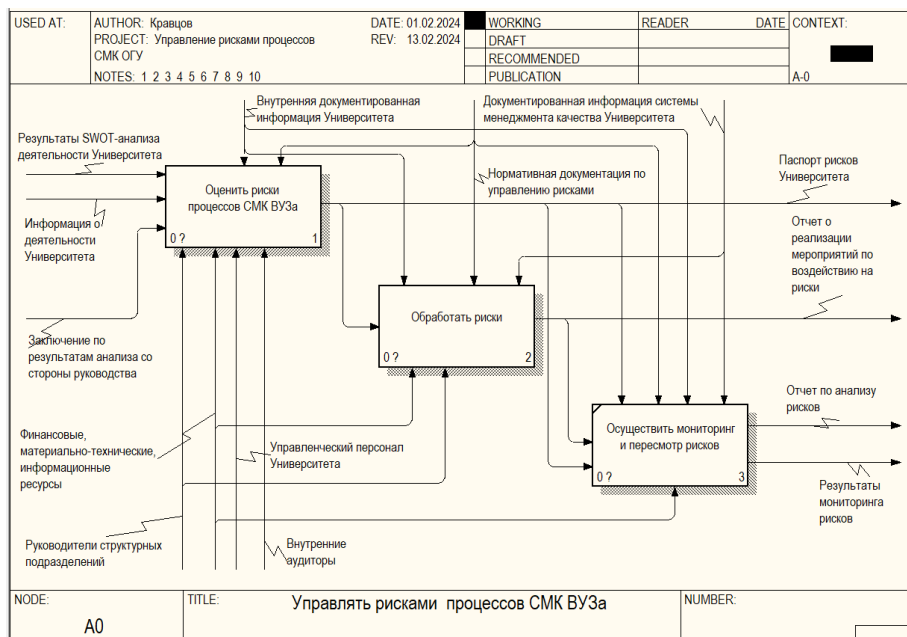 USED AT:
AUTHOR: Кравцов
DATE: 01.02.2024
WORKING
READER
DATE
CONTEXT:
PROJECT: Управление рисками процессов
СМК ОГУ
REV: 13.02.2024
DRAFT
RECOMMENDED
NOTES: 1 2 3 4 5 6 7 8 9 10
PUBLICATION
A-0
Внутренняя документированная
информация Университета
Документированная информация системы
менеджмента качества Университета
Результаты SWOT-анализа
деятельности Университета
Паспорт рисков
Университета
Нормативная документация по
управлению рисками
Оценить риски
процессов СМК ВУЗа
0 ?
1
Информация о
деятельности
Университета
Отчет о
реализации
мероприятий по
воздействию на
риски
Обработать риски
0 ?
2
Заключение по
результатам анализа со
стороны руководства
Отчет по анализу
рисков
Осуществить мониторинг
и пересмотр рисков
0 ?
3
Финансовые,
материально-технические,
информационные
ресурсы
Управленческий персонал
Университета
Результаты
мониторинга
рисков
Руководители структурных
подразделений
Внутренние
аудиторы
NODE:
TITLE:
Управлять рисками процессов СМК ВУЗа
NUMBER:
A0